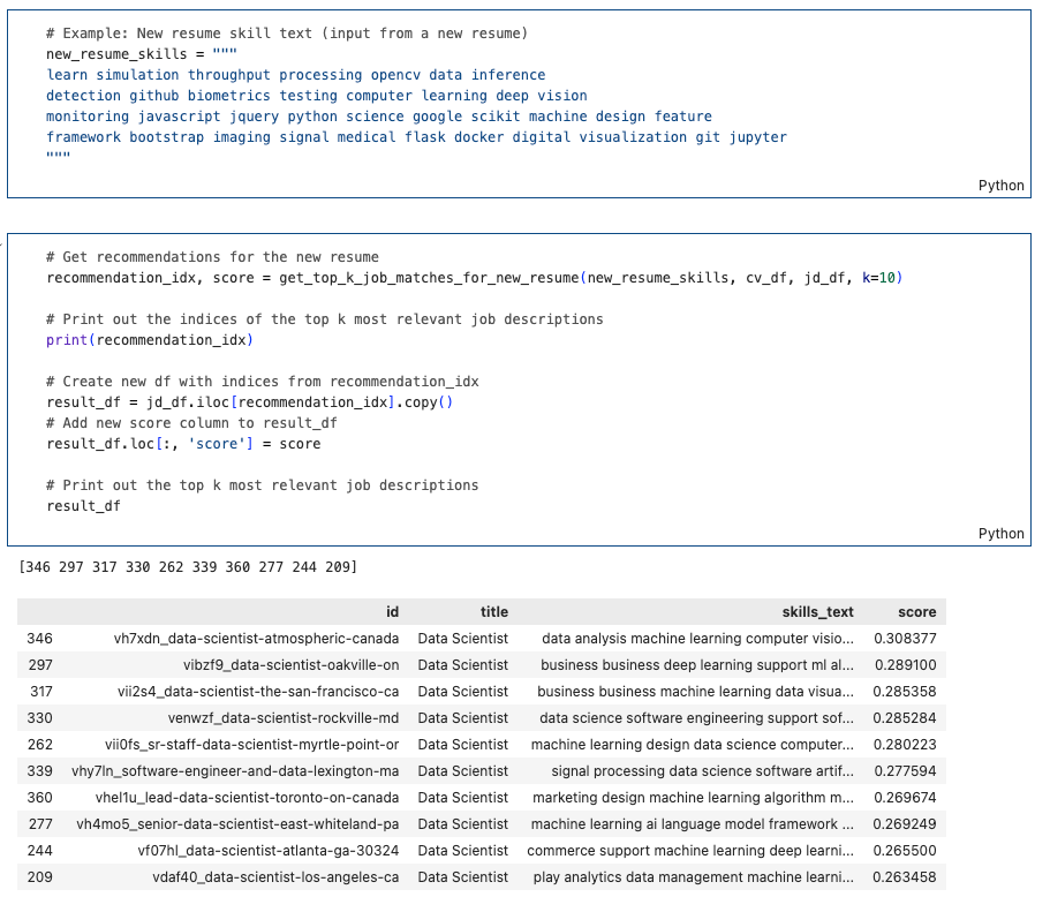 # Example: New resume skill text (input from a new resume)
new_resume_skills = """
learn simulation throughput processing opencv data inference
detection github biometrics testing computer learning deep vision
monitoring javascript jquery python science google scikit machine design feature
framework bootstrap imaging signal medical flask docker digital visualization git jupyter
"""
Python
# Get recommendations for the new resume
recommendation_idx, score = get_top_k_job_matches_for_new_resume(new_resume_skills, cv_df, jd_df, k=10)
# Print out the indices of the top k most relevant job descriptions
print(recommendation_idx)
# Create new df with indices from recommendation_idx
result_df = jd_df.iloc[recommendation_idx].copy()
# Add new score column to result_df
result_df.loc[:, 'score'] = score
# Print out the top k most relevant job descriptions
result_df
Python
[346 297 317 330 262 339 360 277 244 209]
id title skills_text score
346 vh7xdn_data-scientist-atmospheric-canada Data Scientist data analysis machine learning computer visio... 0.308377
297 vibzf9_data-scientist-oakville-on Data Scientist business business deep learning support ml al... 0.289100
317 vii2s4_data-scientist-the-san-francisco-ca Data Scientist business business machine learning data visua... 0.285358
330 venwzf_data-scientist-rockville-md Data Scientist data science software engineering support sof... 0.285284
262 vii0fs_sr-staff-data-scientist-myrtle-point-or Data Scientist machine learning design data science computer... 0.280223
339 vhy7ln_software-engineer-and-data-lexington-ma Data Scientist signal processing data science software artif... 0.277594
360 vhel1u_lead-data-scientist-toronto-on-canada Data Scientist marketing design machine learning algorithm m... 0.269674
277 vh4mo5_senior-data-scientist-east-whiteland-pa Data Scientist machine learning ai language model framework ... 0.269249
244 vf07hl_data-scientist-atlanta-ga-30324 Data Scientist commerce support machine learning deep learni... 0.265500
209 vdaf40_data-scientist-los-angeles-ca Data Scientist play analytics data management machine learni... 0.263458